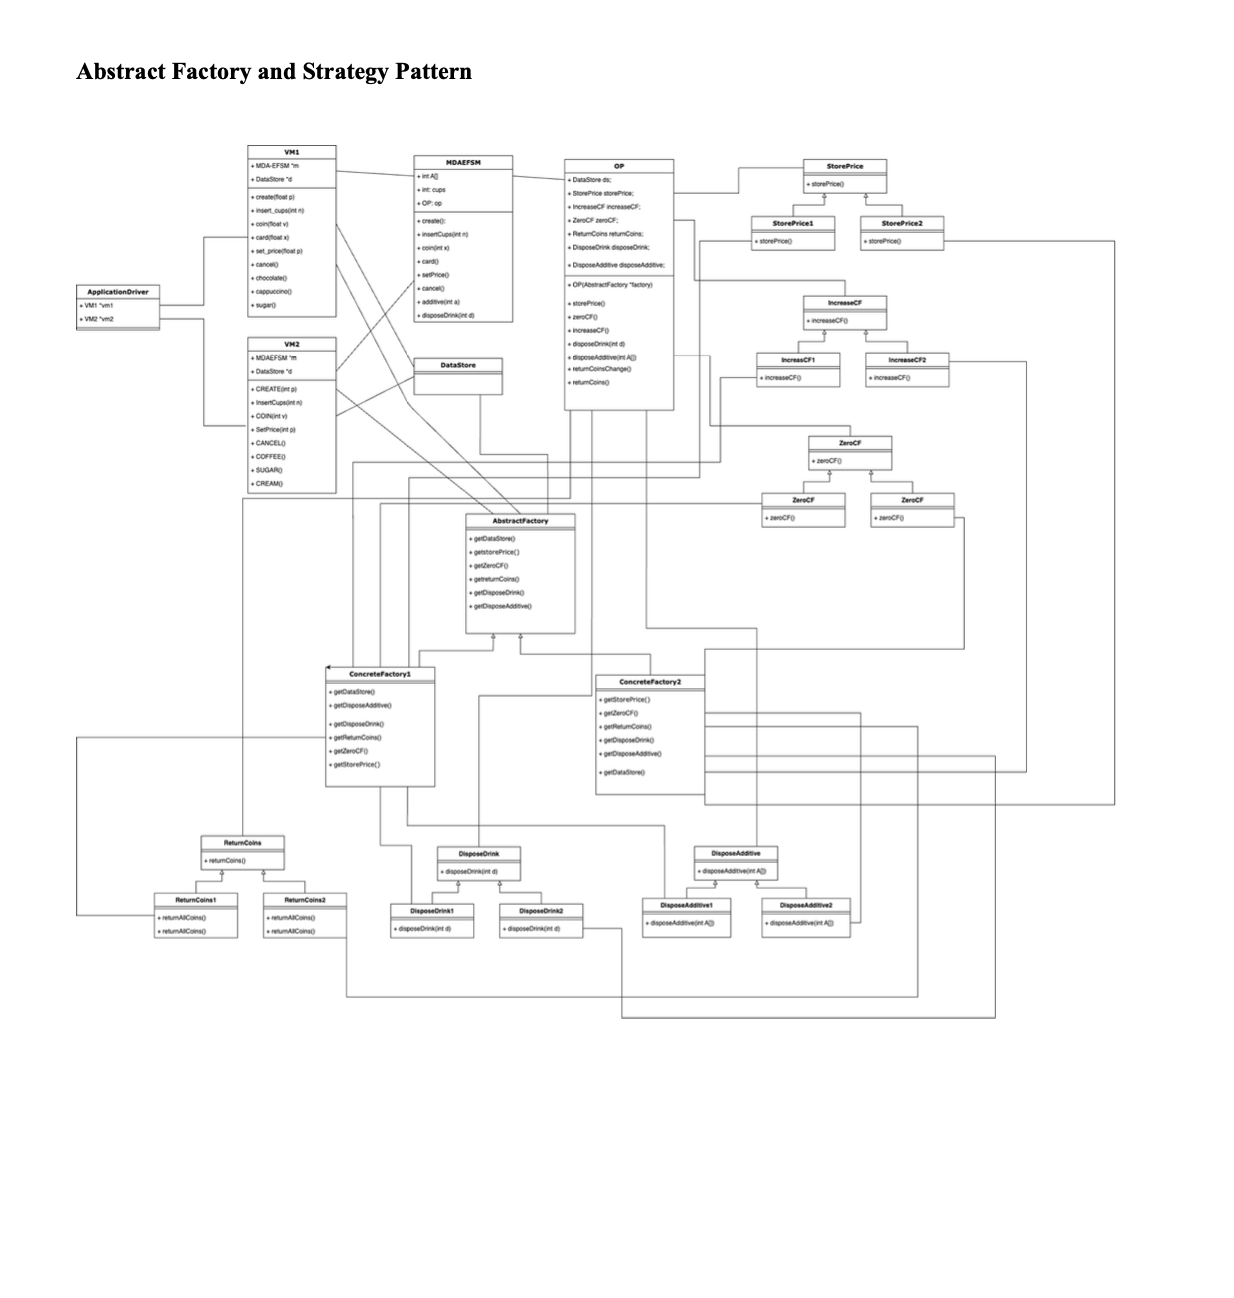 Abstract Factory and Strategy Pattern
VM1
+ MDA-EFSM *m
+ DataStore *d
+ create(float p)
+ insert_cups(int n)
+ coin(float v)
+ card(float x)
+ set_price(float p)
+ cancel()
+ chocolate()
+ cappuccino()
+ sugar()
MDAEFSM
+ int A[]
+ int: cups
+ OP: op
+ create():
+ insertCups(int n)
+ coin(int x)
+ card()
+ setPrice()
+ cancel()
+ additive(int a)
+ disposeDrink(int d)
OP
+ DataStore ds;
+ StorePrice storePrice;
+ IncreaseCF increaseCF;
+ ZeroCF zeroCF;
+ ReturnCoins returnCoins;
+ DisposeDrink disposeDrink;
+ DisposeAdditive disposeAdditive;
+ OP(AbstractFactory *factory)
+ storePrice()
+ zeroCF()
+ increaseCF()
+ disposeDrink(int d)
+ disposeAdditive(int A[])
+ returnCoinsChange()
+ returnCoins()
StorePrice
+ storePrice()
StorePrice1
+ storePrice()
StorePrice2
+ storePrice()
ApplicationDriver
+ VM1 *vm1
+ VM2 *vm2
VM2
+ MDAEFSM *m
+ DataStore *d
+ CREATE(int p)
+ InsertCups(int n)
+ COIN(int v)
+ SetPrice(int p)
+ CANCEL()
+ COFFEE()
+ SUGAR()
+ CREAM()
DataStore
IncreaseCF
+ increaseCF()
IncreasCF1
+ increaseCF()
IncreaseCF2
+ increaseCF()
ZeroCF
+ zeroCF()
ZeroCF
+ zeroCF()
ZeroCF
+ zeroCF()
AbstractFactory
+ getDataStore()
+ getstorePrice()
+ getZeroCF()
+ getreturnCoins()
+ getDisposeDrink()
+ getDisposeAdditive()
ConcreteFactory1
+ getDataStore()
+ getDisposeAdditive()
+ getDisposeDrink()
+ getReturnCoins()
+ getZeroCF()
+ getStorePrice()
ConcreteFactory2
+ getStorePrice()
+ getZeroCF()
+ getReturnCoins()
+ getDisposeDrink()
+ getDisposeAdditive()
+ getDataStore()
ReturnCoins
+ returnCoins()
ReturnCoins1
+ returnAllCoins()
+ returnAllCoins()
ReturnCoins2
+ returnAllCoins()
+ returnAllCoins()
DisposeDrink
+ disposeDrink(int d)
DisposeDrink1
+ disposeDrink(int d)
DisposeDrink2
+ disposeDrink(int d)
DisposeAdditive
+ disposeAdditive(int A[])
DisposeAdditive1
+ disposeAdditive(int A[])
DisposeAdditive2
+ disposeAdditive(int A[])